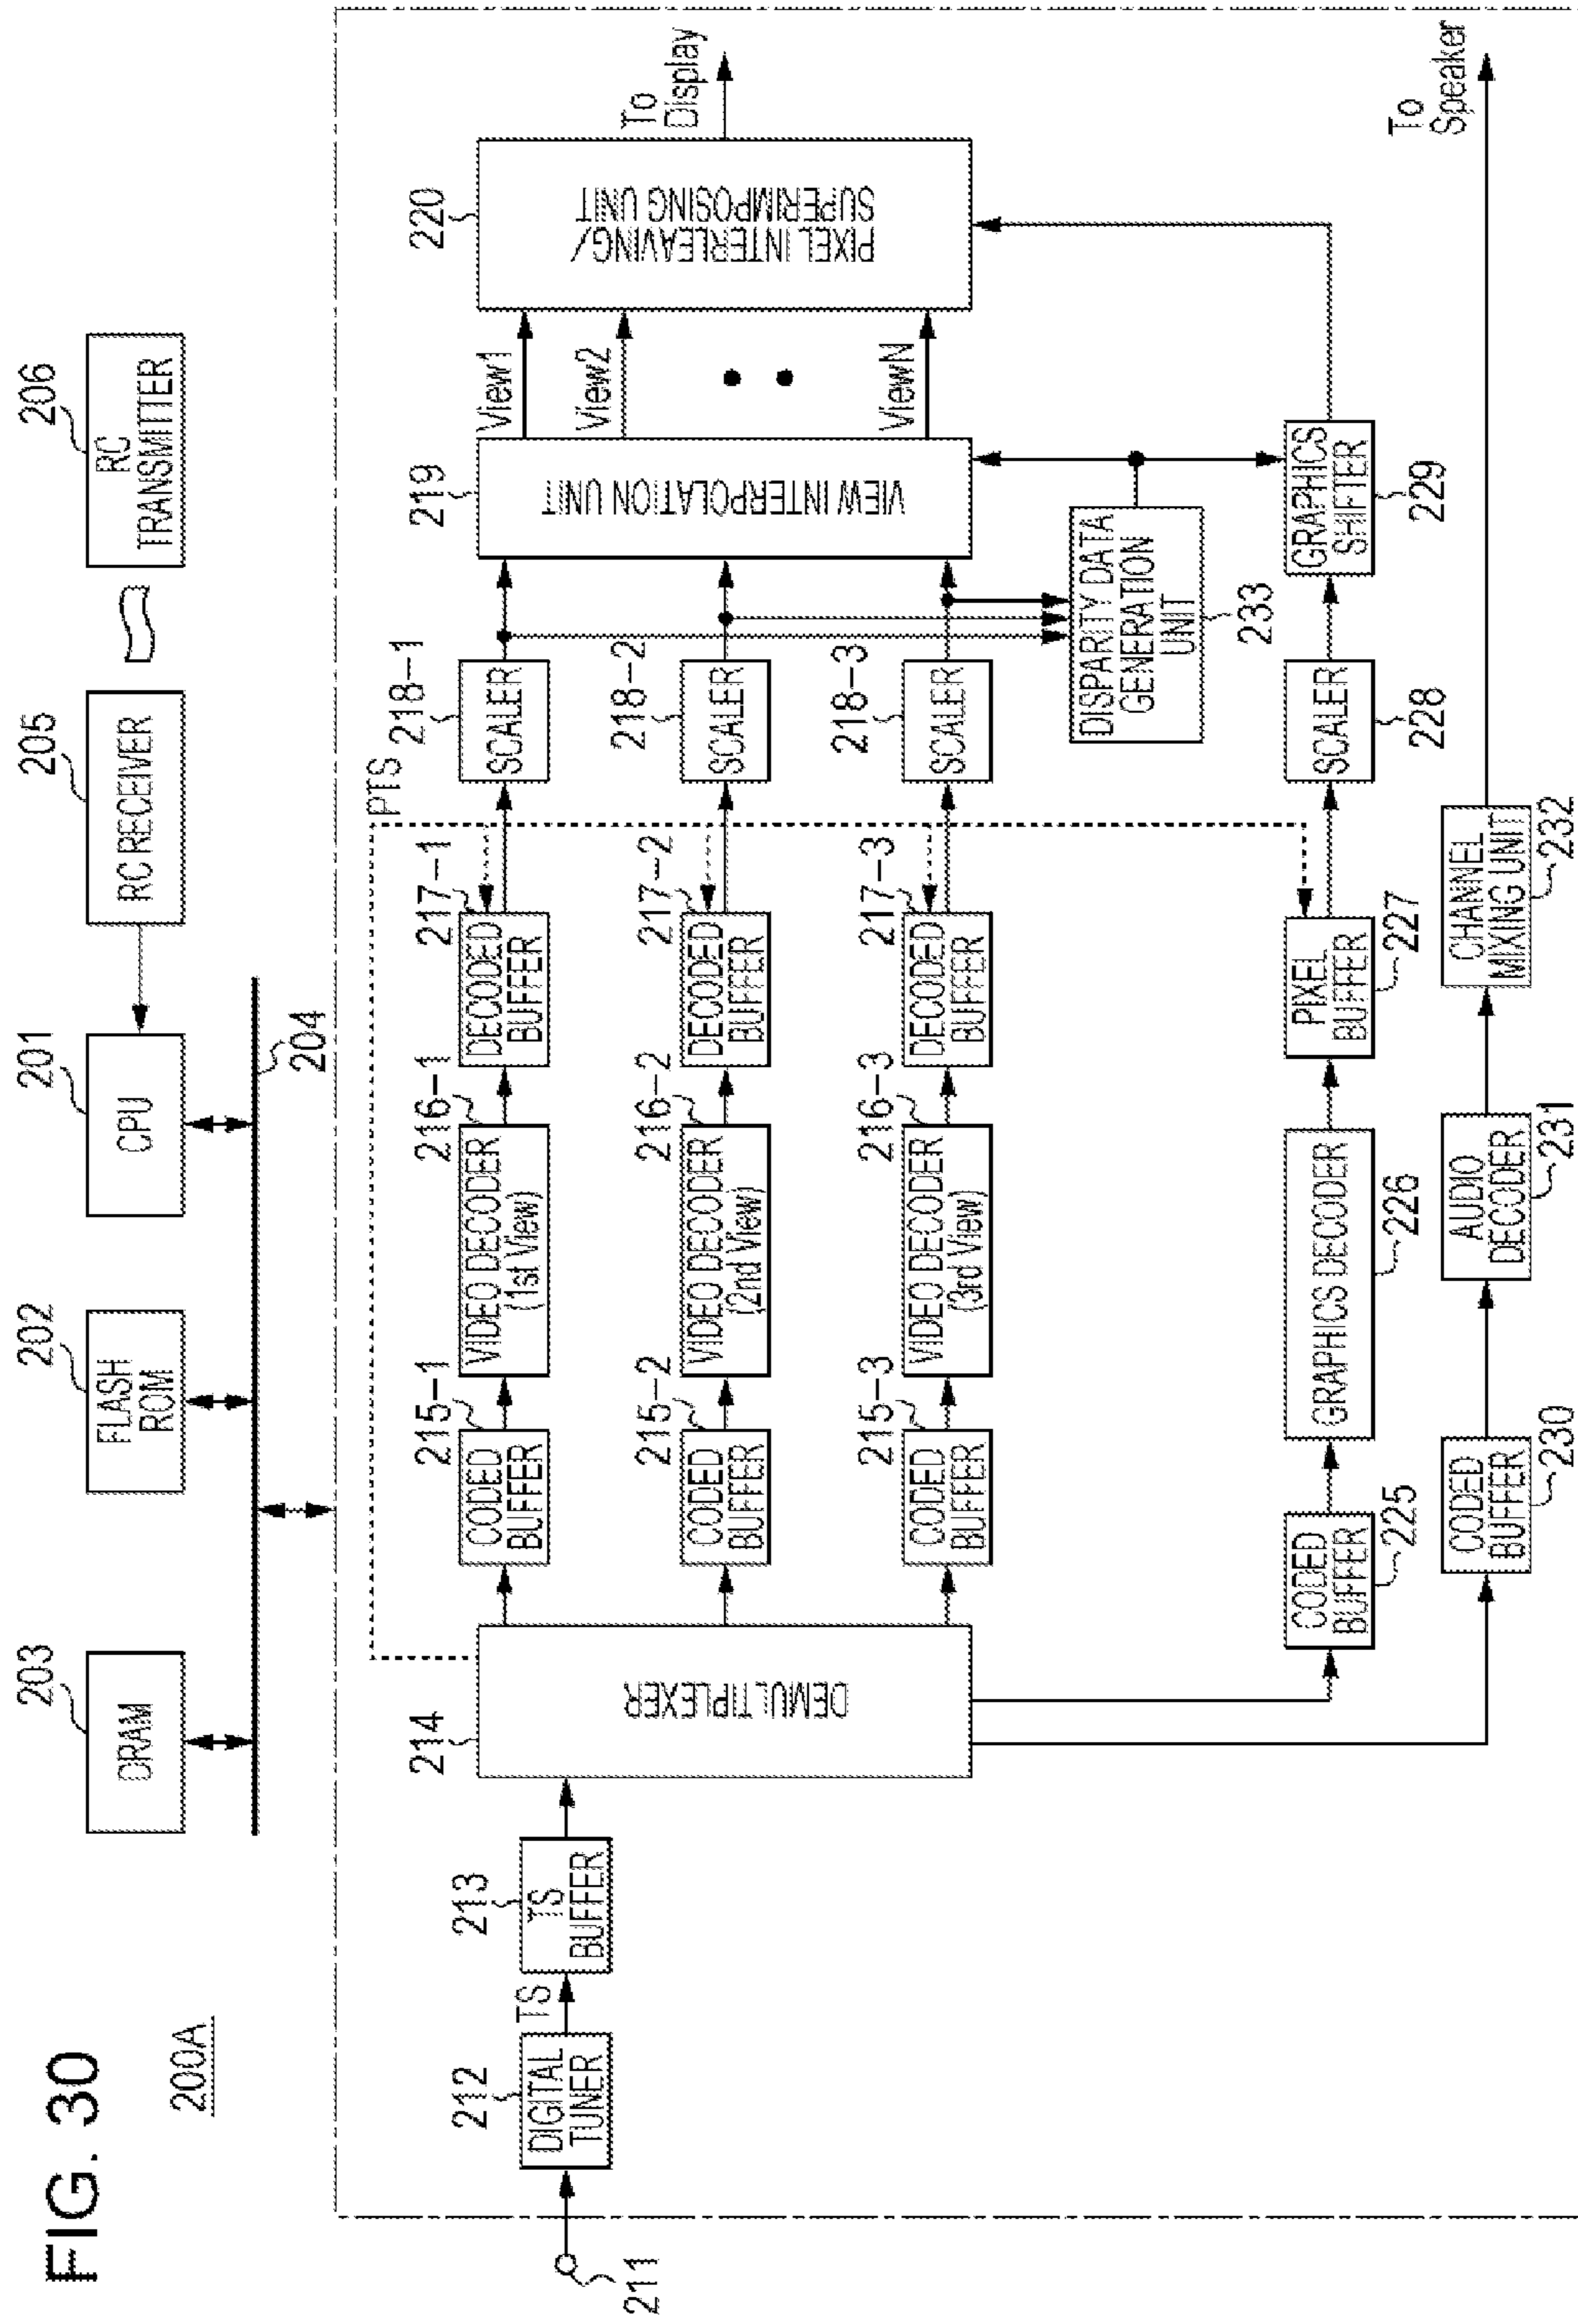 FIG. 30
200A
203
DRAM
202
FLASH
ROM
201
CPU
205
RC RECEIVER
206
RC
TRANSMITTER
204
211
212
DIGITAL
TUNER
TS
213
TS
BUFFER
214
DEMULTIPLEXER
PTS
215-1
CODED
BUFFER
216-1
VIDEO DECODER
(1st View)
217-1
DECODED
BUFFER
218-1
SCALER
215-2
CODED
BUFFER
216-2
VIDEO DECODER
(2nd View)
217-2
DECODED
BUFFER
218-2
SCALER
215-3
CODED
BUFFER
216-3
VIDEO DECODER
(3rd View)
217-3
DECODED
BUFFER
218-3
SCALER
219
VIEW INTERPOLATION UNIT
View1
View2
ViewN
220
PIXEL INTERLEAVING/
SUPERIMPOSING UNIT
To
Display
DISPARITY DATA
GENERATION
UNIT
233
CODED
BUFFER
225
GRAPHICS DECODER
226
PIXEL
BUFFER
227
SCALER
228
GRAPHICS
SHIFTER
229
CODED
BUFFER
230
AUDIO
DECODER
231
CHANNEL
MIXING UNIT
232
To
Speaker